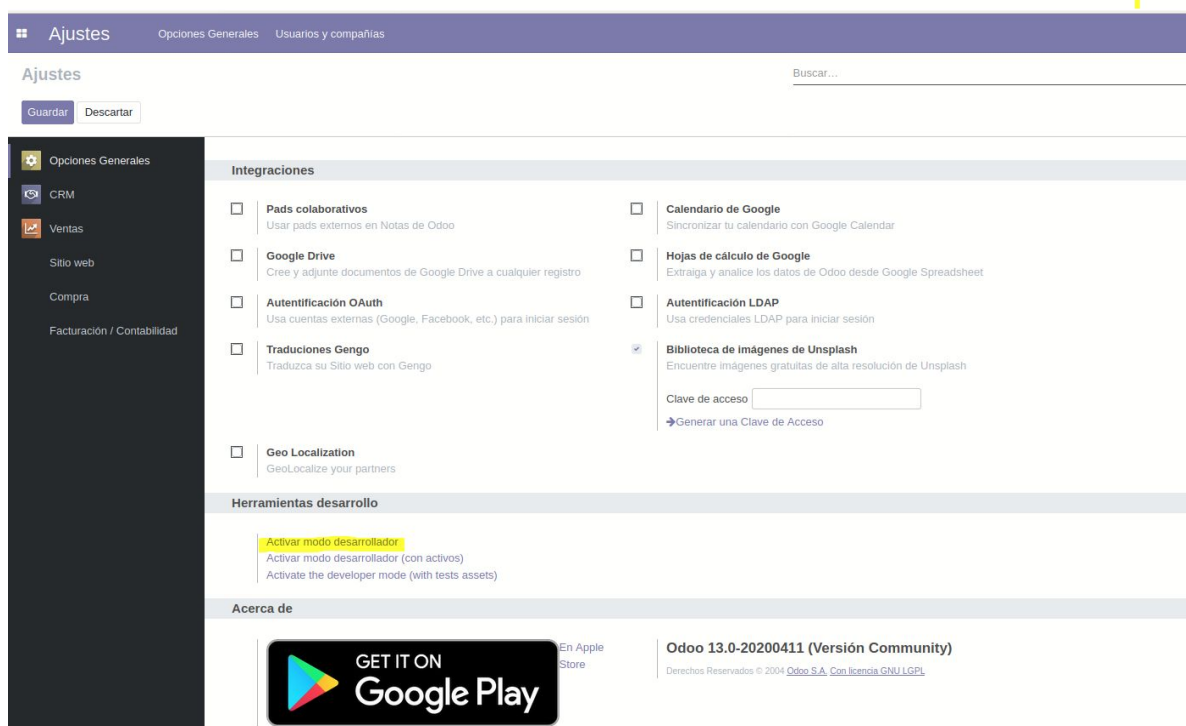 Ajustes Opciones Generales Usuarios y compañías
Ajustes
Buscar...
Guardar Descartar
Opciones Generales
CRM
Ventas
Sitio web
Compra
Facturación / Contabilidad
Integraciones
Pads colaborativos
Usar pads externos en Notas de Odoo
Calendario de Google
Sincronizar tu calendario con Google Calendar
Google Drive
Cree y adjunte documentos de Google Drive a cualquier registro
Hojas de cálculo de Google
Extraiga y analice los datos de Odoo desde Google Spreadsheet
Autentificación OAuth
Usa cuentas externas (Google, Facebook, etc.) para iniciar sesión
Autentificación LDAP
Usa credenciales LDAP para iniciar sesión
Traduciones Gengo
Traduzca su Sitio web con Gengo
Biblioteca de imágenes de Unsplash
Encuentre imágenes gratuitas de alta resolución de Unsplash
Clave de acceso
Generar una Clave de Acceso
Geo Localization
GeoLocalize your partners
Herramientas desarrollo
Activar modo desarrollador
Activar modo desarrollador (con activos)
Activate the developer mode (with tests assets)
Acerca de
GET IT ON
Google Play
En Apple
Store
Odoo 13.0-20200411 (Versión Community)
Derechos Reservados © 2004 Odoo S.A. Con licencia GNU LGPL